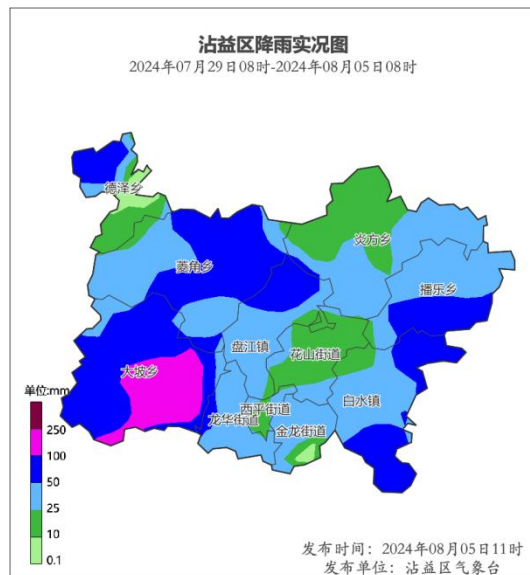 沾益区降雨实况图
2024年07月29日08时-2024年08月05日08时
德泽乡
炎方乡
菱角乡
播乐乡
盘江镇
花山街道
大坡乡
单位:mm
西平街道
白水镇
龙华街道
金龙街道
250
100
50
25
10
0.1
发布时间：2024年08月05日11时
发布单位：沾益区气象台